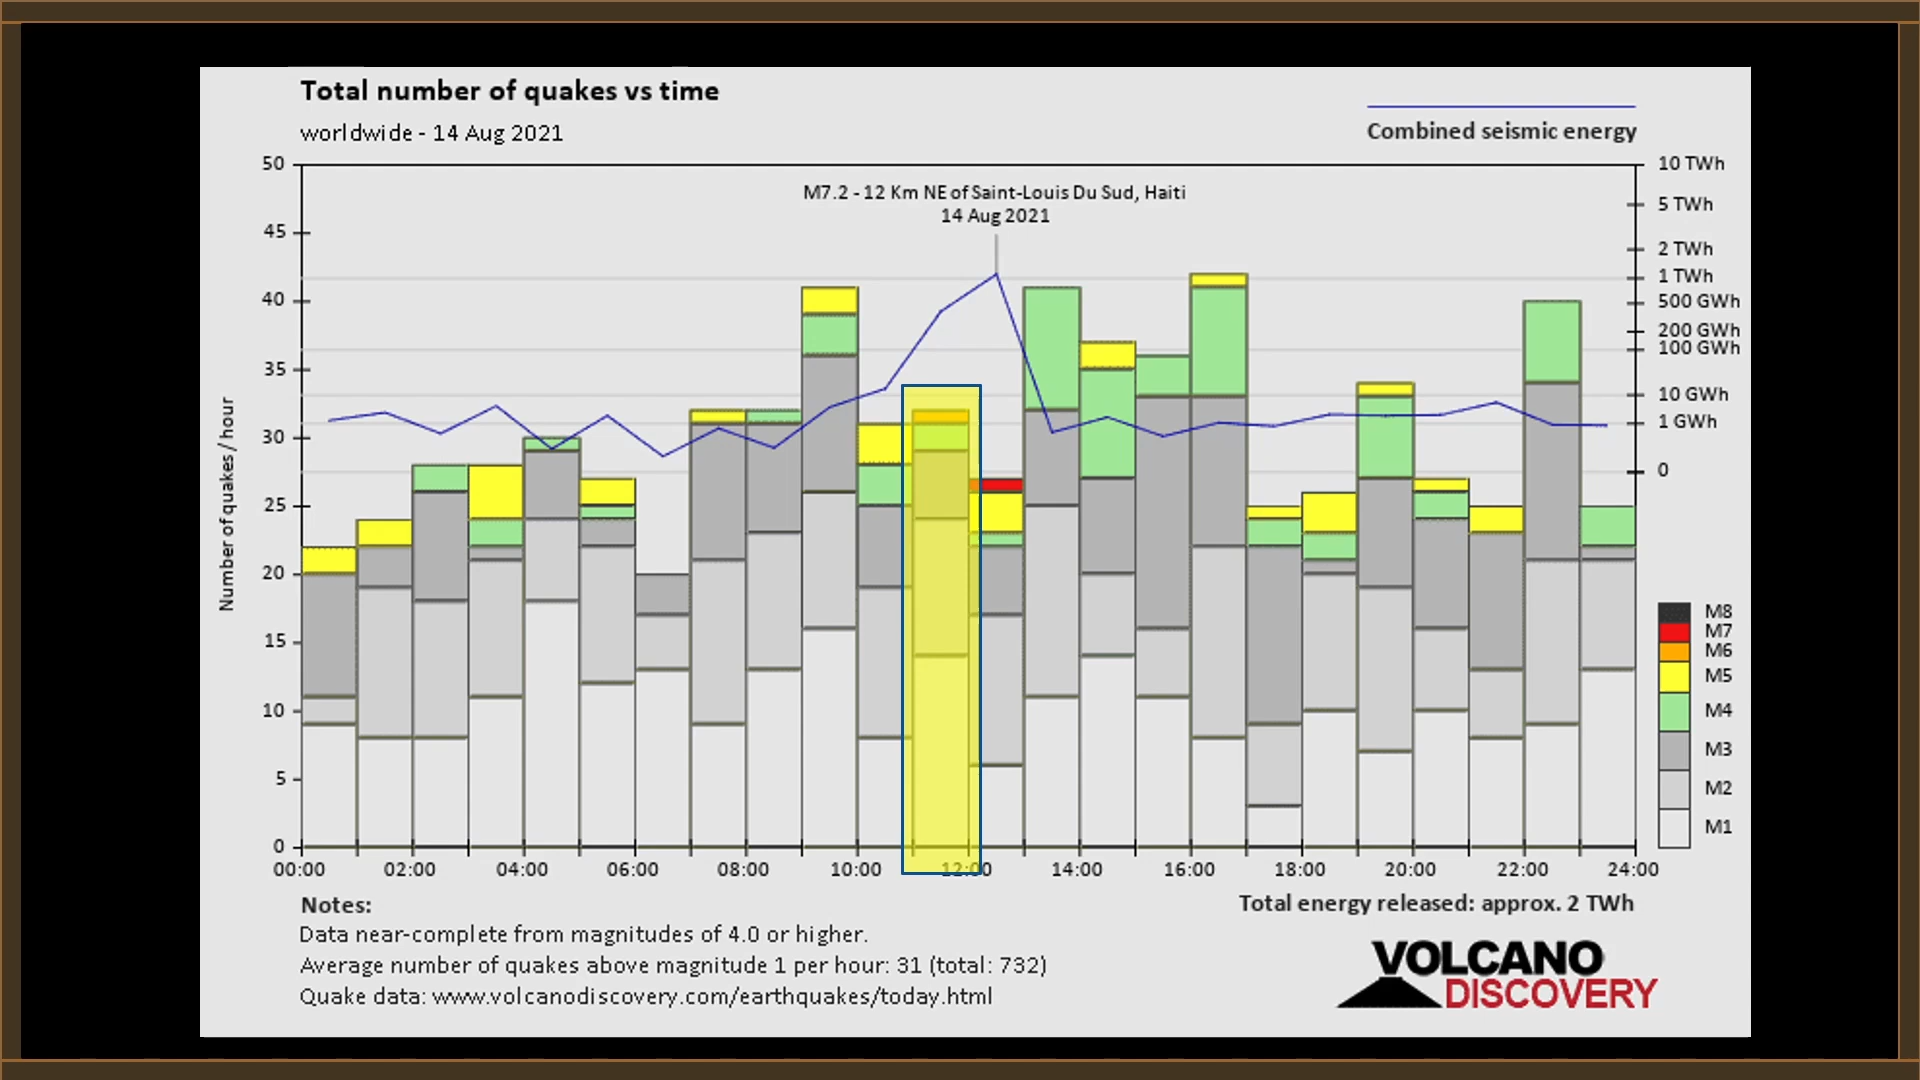 Total number of quakes vs time
worldwide - 14 Aug 2021
Combined seismic energy
M7.2 - 12 Km NE of Saint-Louis Du Sud, Haiti
14 Aug 2021
Number of quakes / hour
50
45
40
35
30
25
20
15
10
5
0
10 TWh
5 TWh
2 TWh
1 TWh
500 GWh
200 GWh
100 GWh
10 GWh
1 GWh
0
M8
M7
M6
M5
M4
M3
M2
M1
00:00 02:00 04:00 06:00 08:00 10:00 12:00 14:00 16:00 18:00 20:00 22:00 24:00
Notes:
Total energy released: approx. 2 TWh
Data near-complete from magnitudes of 4.0 or higher.
Average number of quakes above magnitude 1 per hour: 31 (total: 732)
Quake data: www.volcanodiscovery.com/earthquakes/today.html
VOLCANO
DISCOVERY